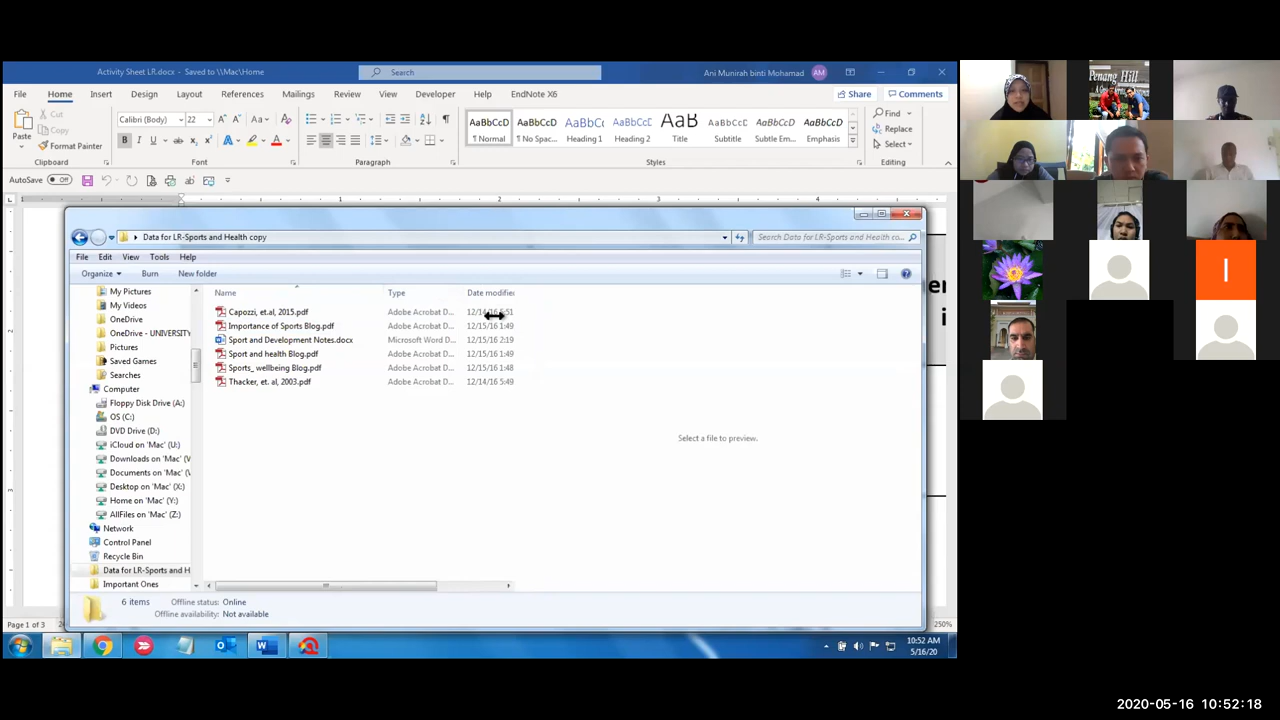 Activity Sheet LR.docx - Saved to \\Mac\Home
Search
Ani Munirah binti Mohamad
AM
File Home Insert Design Layout References Mailings Review View Developer Help EndNote X6
Share Comments
Paste
Cut
Copy
Format Painter
Calibri (Body) 22
AaBbCcD AaBbCcD AaBbCc AaBbCcD AaB AaBbCcD AaBbCcD AaBbCcD
¶ Normal ¶ No Spac... Heading 1 Heading 2 Title Subtitle Subtle Em... Emphasis
Find
Replace
Select
Clipboard Font Paragraph Styles Editing
AutoSave Off
Data for LR-Sports and Health copy
Search Data for LR-Sports and Health co...
File Edit View Tools Help
Organize Burn New folder
My Pictures
My Videos
OneDrive
OneDrive - UNIVERSITY
Pictures
Saved Games
Searches
Computer
Floppy Disk Drive (A:)
OS (C:)
DVD Drive (D:)
iCloud on 'Mac' (U:)
Downloads on 'Mac' (V
Documents on 'Mac' (
Desktop on 'Mac' (X:)
Home on 'Mac' (Y:)
AllFiles on 'Mac' (Z:)
Network
Control Panel
Recycle Bin
Data for LR-Sports and H
Important Ones
Name Type Date modified
Capozzi, et.al, 2015.pdf Adobe Acrobat D... 12/14/16
Importance of Sports Blog.pdf Adobe Acrobat D... 12/15/16 1:49
Sport and Development Notes.docx Microsoft Word D... 12/15/16 2:19
Sport and health Blog.pdf Adobe Acrobat D... 12/15/16 1:49
Sports_ wellbeing Blog.pdf Adobe Acrobat D... 12/15/16 1:48
Thacker, et. al, 2003.pdf Adobe Acrobat D... 12/14/16 5:49
Select a file to preview.
6 items Offline status: Online
Offline availability: Not available
Page 1 of 3
250%
10:52 AM
5/16/20
Penang Hill
I
2020-05-16 10:52:18